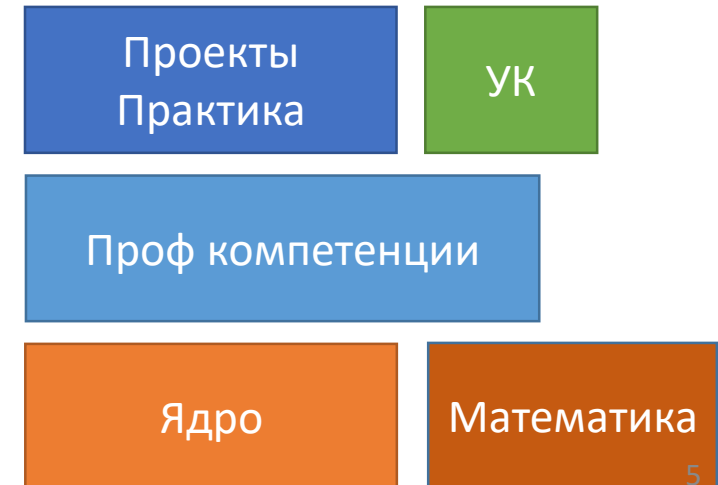 Проекты
Практика
УК
Проф компетенции
Ядро
Математика
5